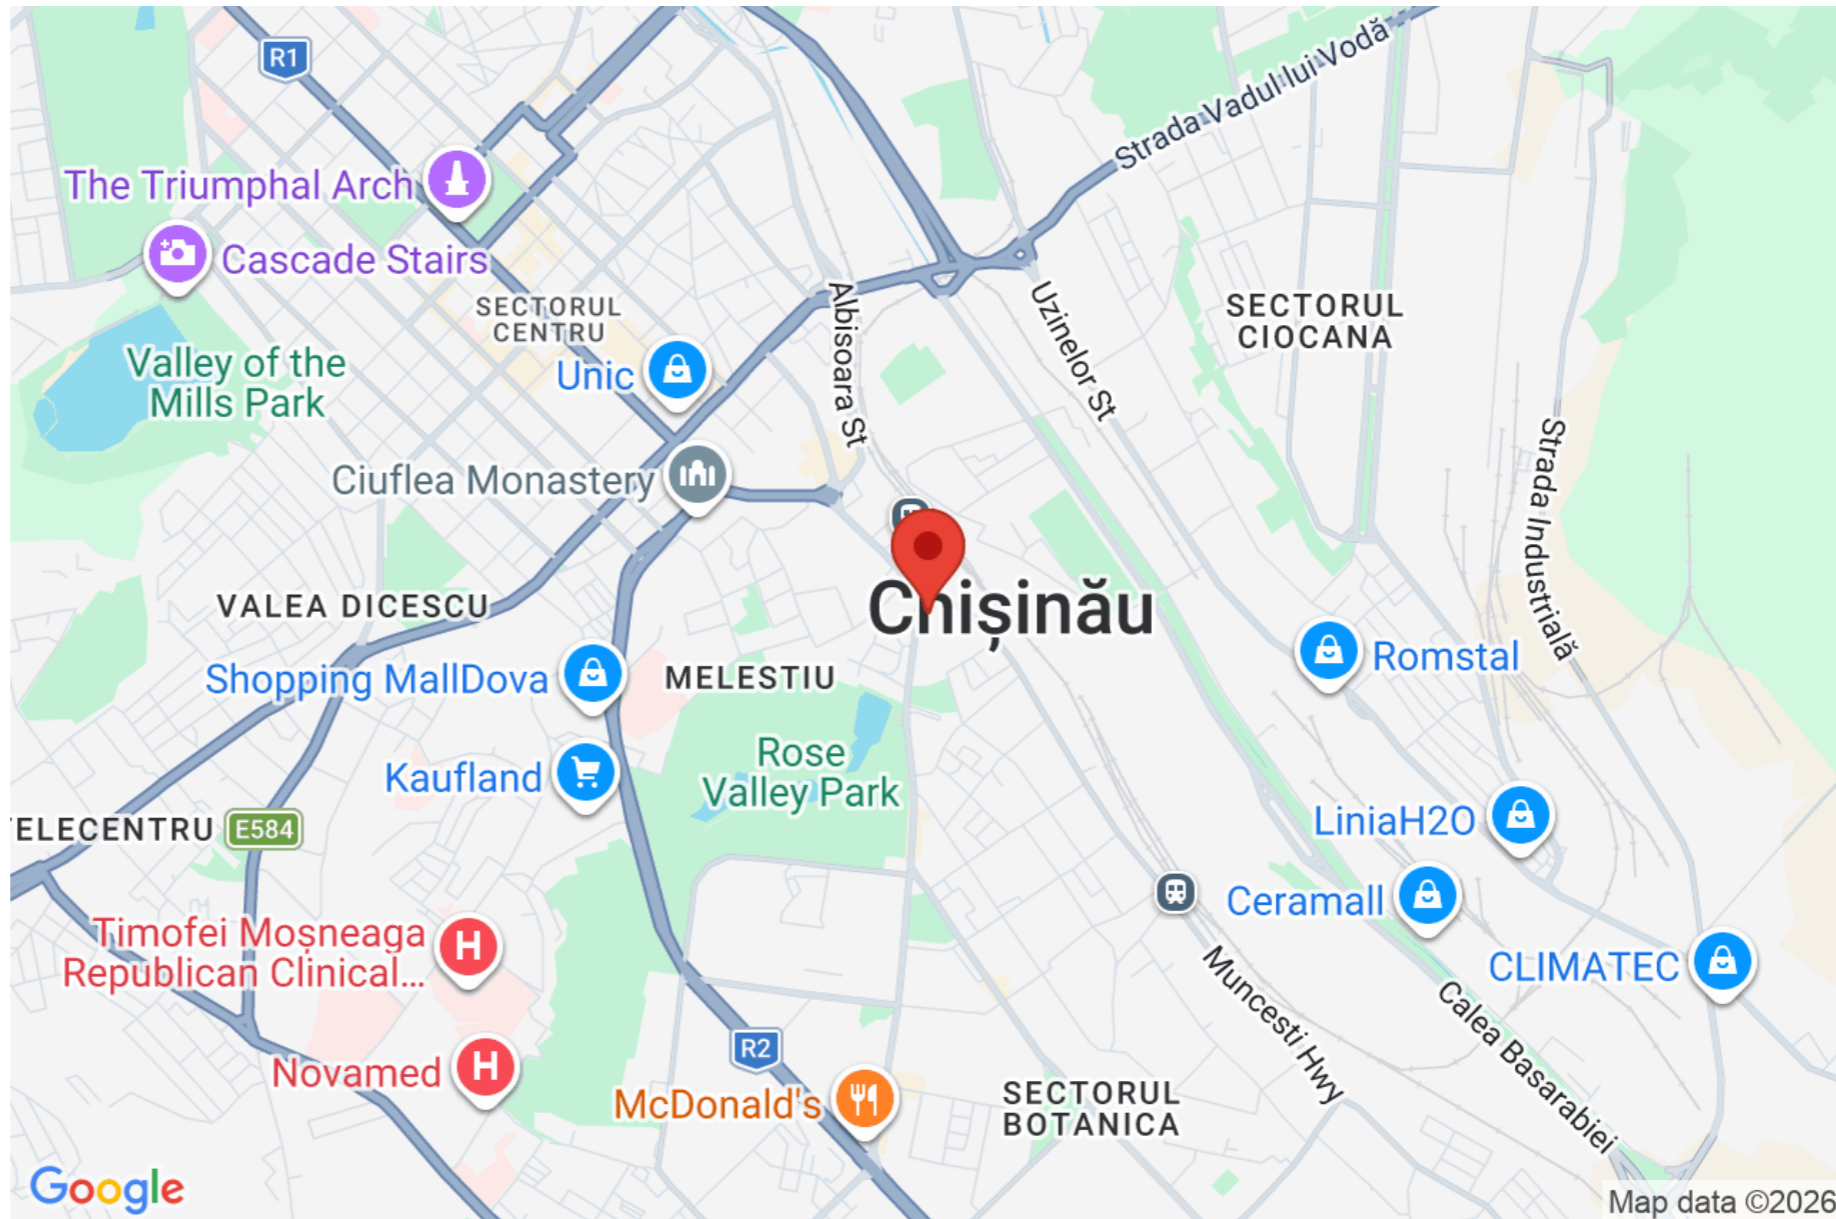 R1
Strada Vadul lui Vodă
The Triumphal Arch
Cascade Stairs
SECTORUL
CENTRU
Albisoara St
Uzinelor St
SECTORUL
CIOCANA
Valley of the
Mills Park
Unic
Ciuflea Monastery
Strada Industrială
VALEA DICESCU
Chișinău
Shopping MallDova
MELESTIU
Romstal
Rose
Valley Park
Kaufland
TELECENTRU
E584
LiniaH2O
Ceramall
Timofei Moșneaga
Republican Clinical...
CLIMATEC
Muncesti Hwy
Calea Basarabiei
R2
Novamed
McDonald's
SECTORUL
BOTANICA
Google
Map data ©2026